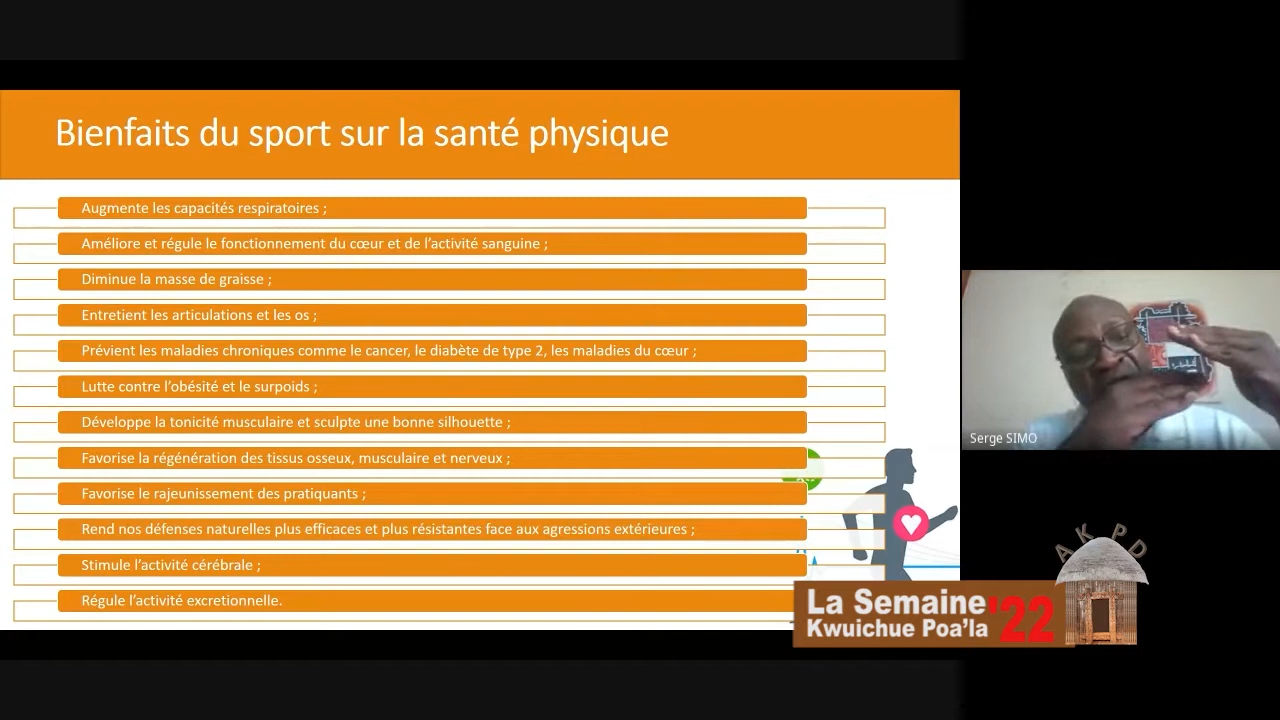 Bienfaits du sport sur la santé physique
Augmente les capacités respiratoires ;
Améliore et régule le fonctionnement du cœur et de l’activité sanguine ;
Diminue la masse de graisse ;
Entretient les articulations et les os ;
Prévient les maladies chroniques comme le cancer, le diabète de type 2, les maladies du cœur ;
Lutte contre l’obésité et le surpoids ;
Développe la tonicité musculaire et sculpte une bonne silhouette ;
Favorise la régénération des tissus osseux, musculaire et nerveux ;
Favorise le rajeunissement des pratiquants ;
Rend nos défenses naturelles plus efficaces et plus résistantes face aux agressions extérieures ;
Stimule l’activité cérébrale ;
Régule l’activité excretionnelle.
Serge SIMO
AKPD
La Semaine '22
Kwuichue Poa’la